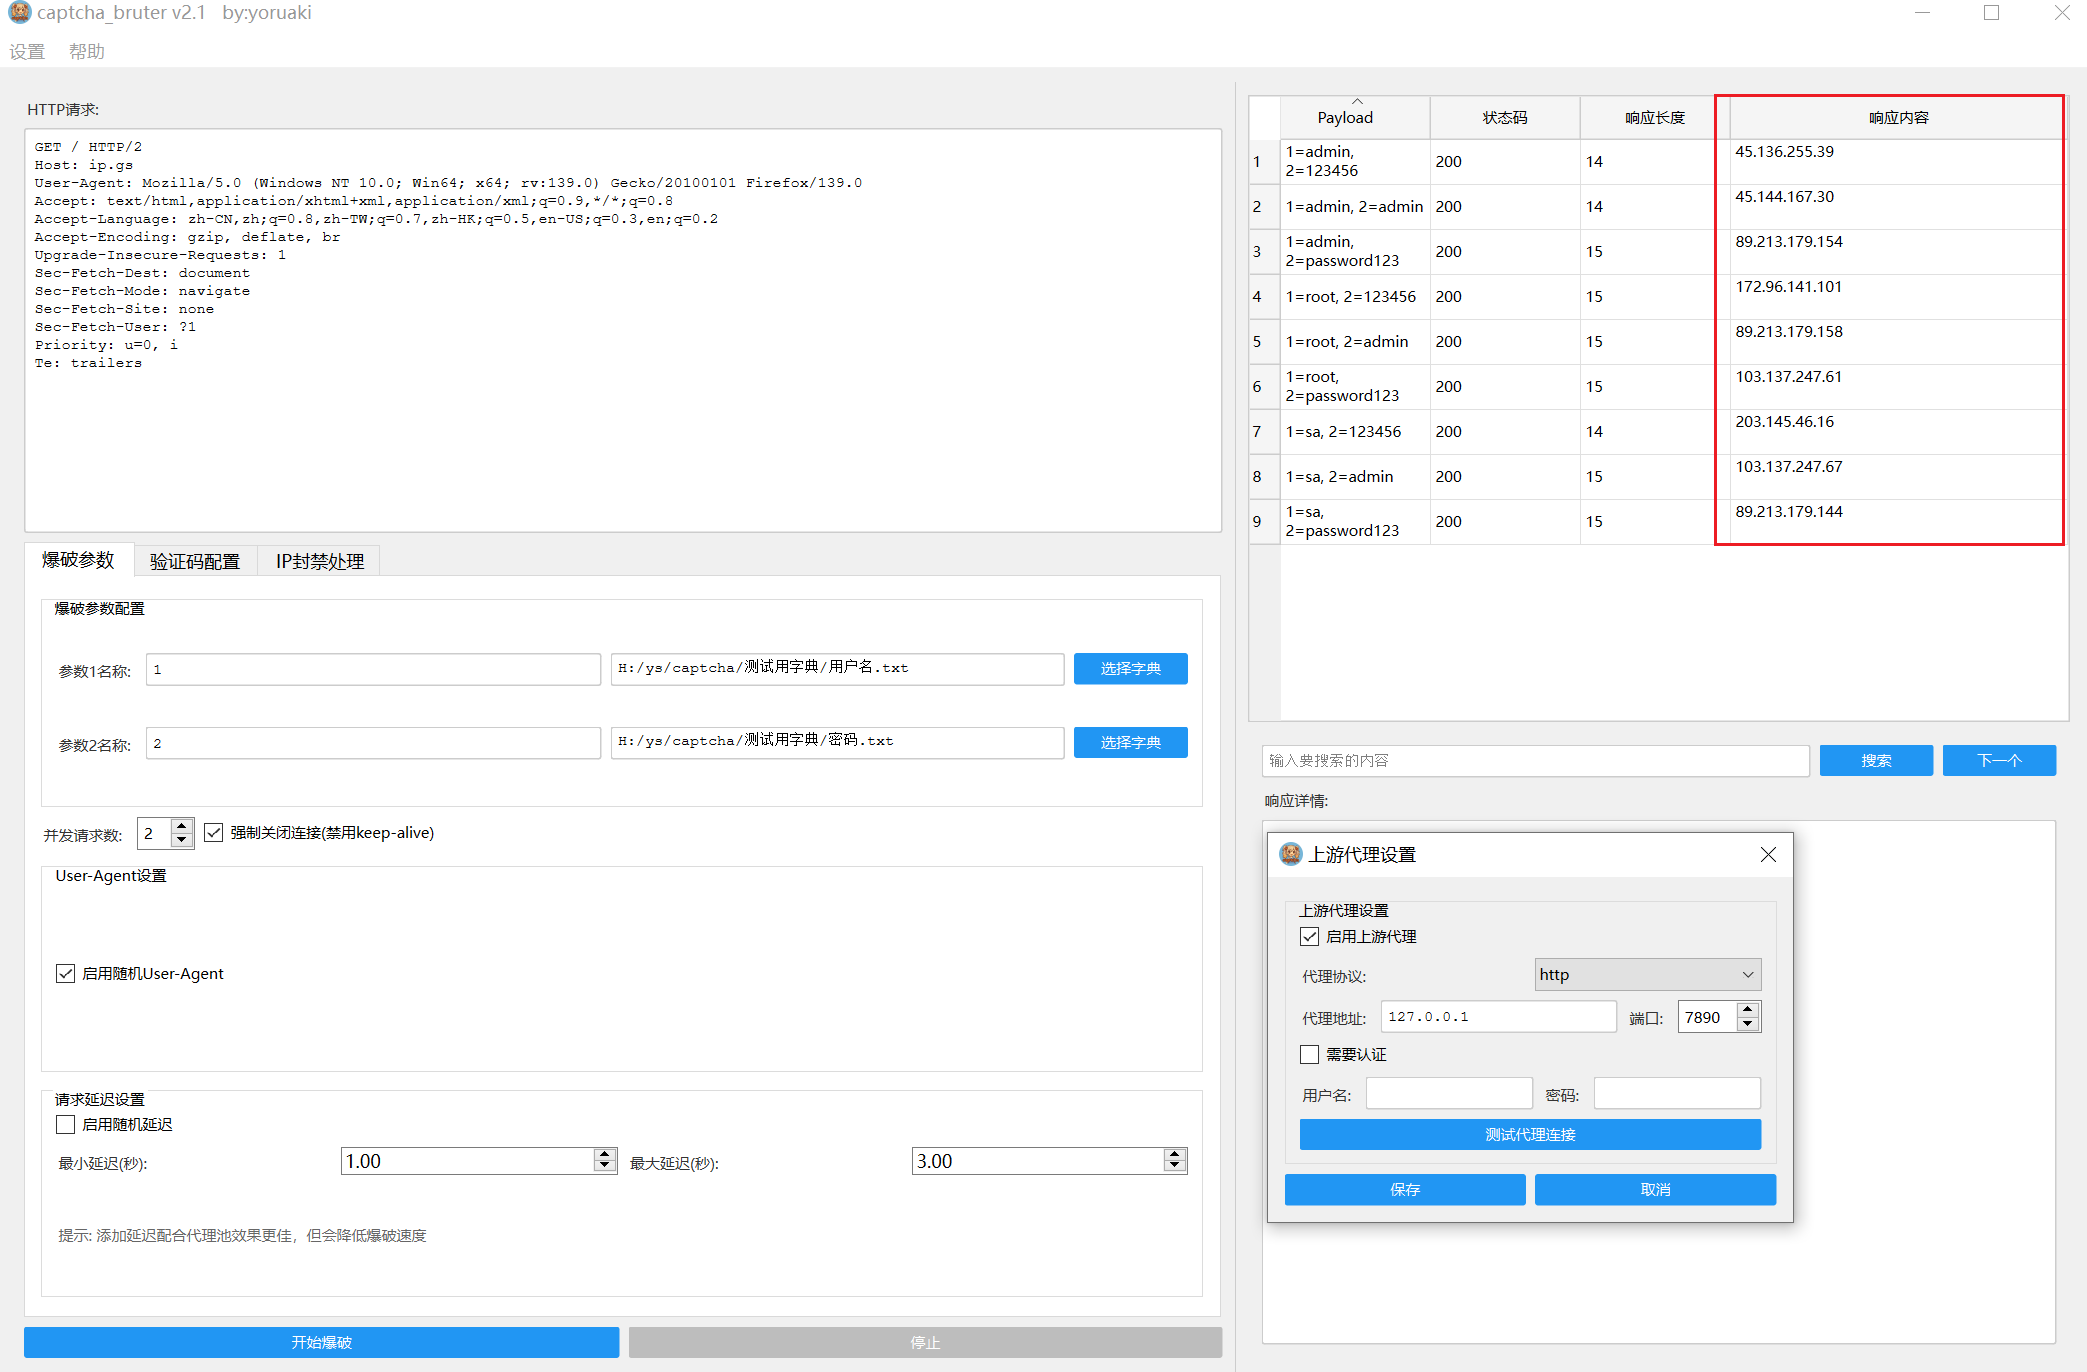 captcha_bruter v2.1 by:yoruaki
设置 帮助
HTTP请求:
GET / HTTP/2
Host: ip.gs
User-Agent: Mozilla/5.0 (Windows NT 10.0; Win64; x64; rv:139.0) Gecko/20100101 Firefox/139.0
Accept: text/html,application/xhtml+xml,application/xml;q=0.9,*/*;q=0.8
Accept-Language: zh-CN,zh;q=0.8,zh-TW;q=0.7,zh-HK;q=0.5,en-US;q=0.3,en;q=0.2
Accept-Encoding: gzip, deflate, br
Upgrade-Insecure-Requests: 1
Sec-Fetch-Dest: document
Sec-Fetch-Mode: navigate
Sec-Fetch-Site: none
Sec-Fetch-User: ?1
Priority: u=0, i
Te: trailers
爆破参数 验证码配置 IP封禁处理
爆破参数配置
参数1名称: 1 H:/ys/captcha/测试用字典/用户名.txt 选择字典
参数2名称: 2 H:/ys/captcha/测试用字典/密码.txt 选择字典
并发请求数: 2 强制关闭连接(禁用keep-alive)
User-Agent设置
启用随机User-Agent
请求延迟设置
启用随机延迟
最小延迟(秒): 1.00 最大延迟(秒): 3.00
提示: 添加延迟配合代理池效果更佳，但会降低爆破速度
开始爆破 停止
Payload 状态码 响应长度 响应内容
1 1=admin, 2=123456 200 14 45.136.255.39
2 1=admin, 2=admin 200 14 45.144.167.30
3 1=admin, 2=password123 200 15 89.213.179.154
4 1=root, 2=123456 200 15 172.96.141.101
5 1=root, 2=admin 200 15 89.213.179.158
6 1=root, 2=password123 200 15 103.137.247.61
7 1=sa, 2=123456 200 14 203.145.46.16
8 1=sa, 2=admin 200 15 103.137.247.67
9 1=sa, 2=password123 200 15 89.213.179.144
输入要搜索的内容 搜索 下一个
响应详情:
上游代理设置
上游代理设置
启用上游代理
代理协议: http
代理地址: 127.0.0.1 端口: 7890
需要认证
用户名: 密码:
测试代理连接
保存 取消